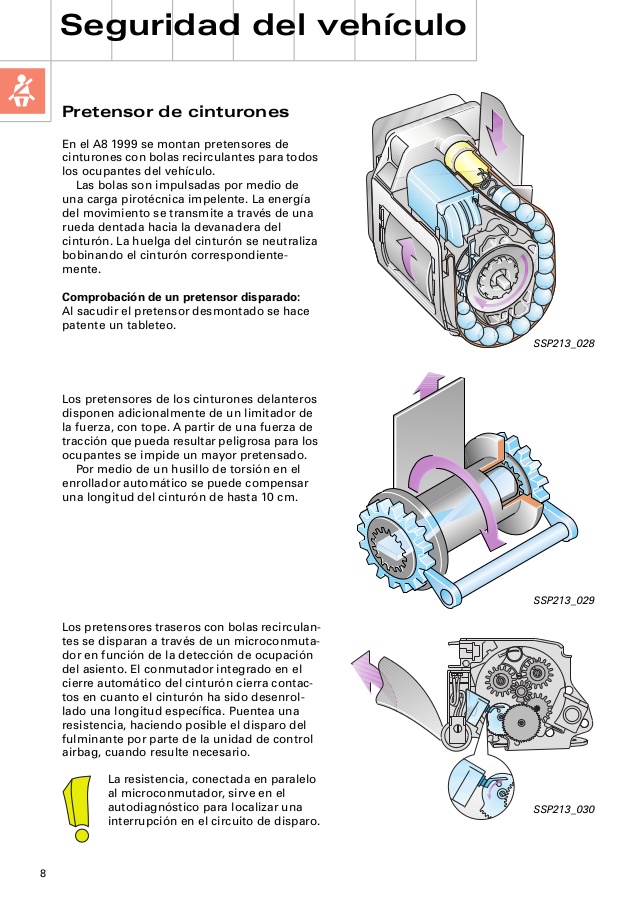 Seguridad del vehículo
Pretensor de cinturones
En el A8 1999 se montan pretensores de
cinturones con bolas recirculantes para todos
los ocupantes del vehículo.
Las bolas son impulsadas por medio de
una carga pirotécnica impelente. La energía
del movimiento se transmite a través de una
rueda dentada hacia la devanadera del
cinturón. La huelga del cinturón se neutraliza
bobinando el cinturón correspondiente-
mente.
Comprobación de un pretensor disparado:
Al sacudir el pretensor desmontado se hace
patente un tableteo.
SSP213_028
Los pretensores de los cinturones delanteros
disponen adicionalmente de un limitador de
la fuerza, con tope. A partir de una fuerza de
tracción que pueda resultar peligrosa para los
ocupantes se impide un mayor pretensado.
Por medio de un husillo de torsión en el
enrollador automático se puede compensar
una longitud del cinturón de hasta 10 cm.
SSP213_029
Los pretensores traseros con bolas recirculan-
tes se disparan a través de un microconmuta-
dor en función de la detección de ocupación
del asiento. El conmutador integrado en el
cierre automático del cinturón cierra contac-
tos en cuanto el cinturón ha sido desenrol-
lado una longitud específica. Puentea una
resistencia, haciendo posible el disparo del
fulminante por parte de la unidad de control
airbag, cuando resulte necesario.
La resistencia, conectada en paralelo
al microconmutador, sirve en el
autodiagnóstico para localizar una
interrupción en el circuito de disparo.
SSP213_030
8